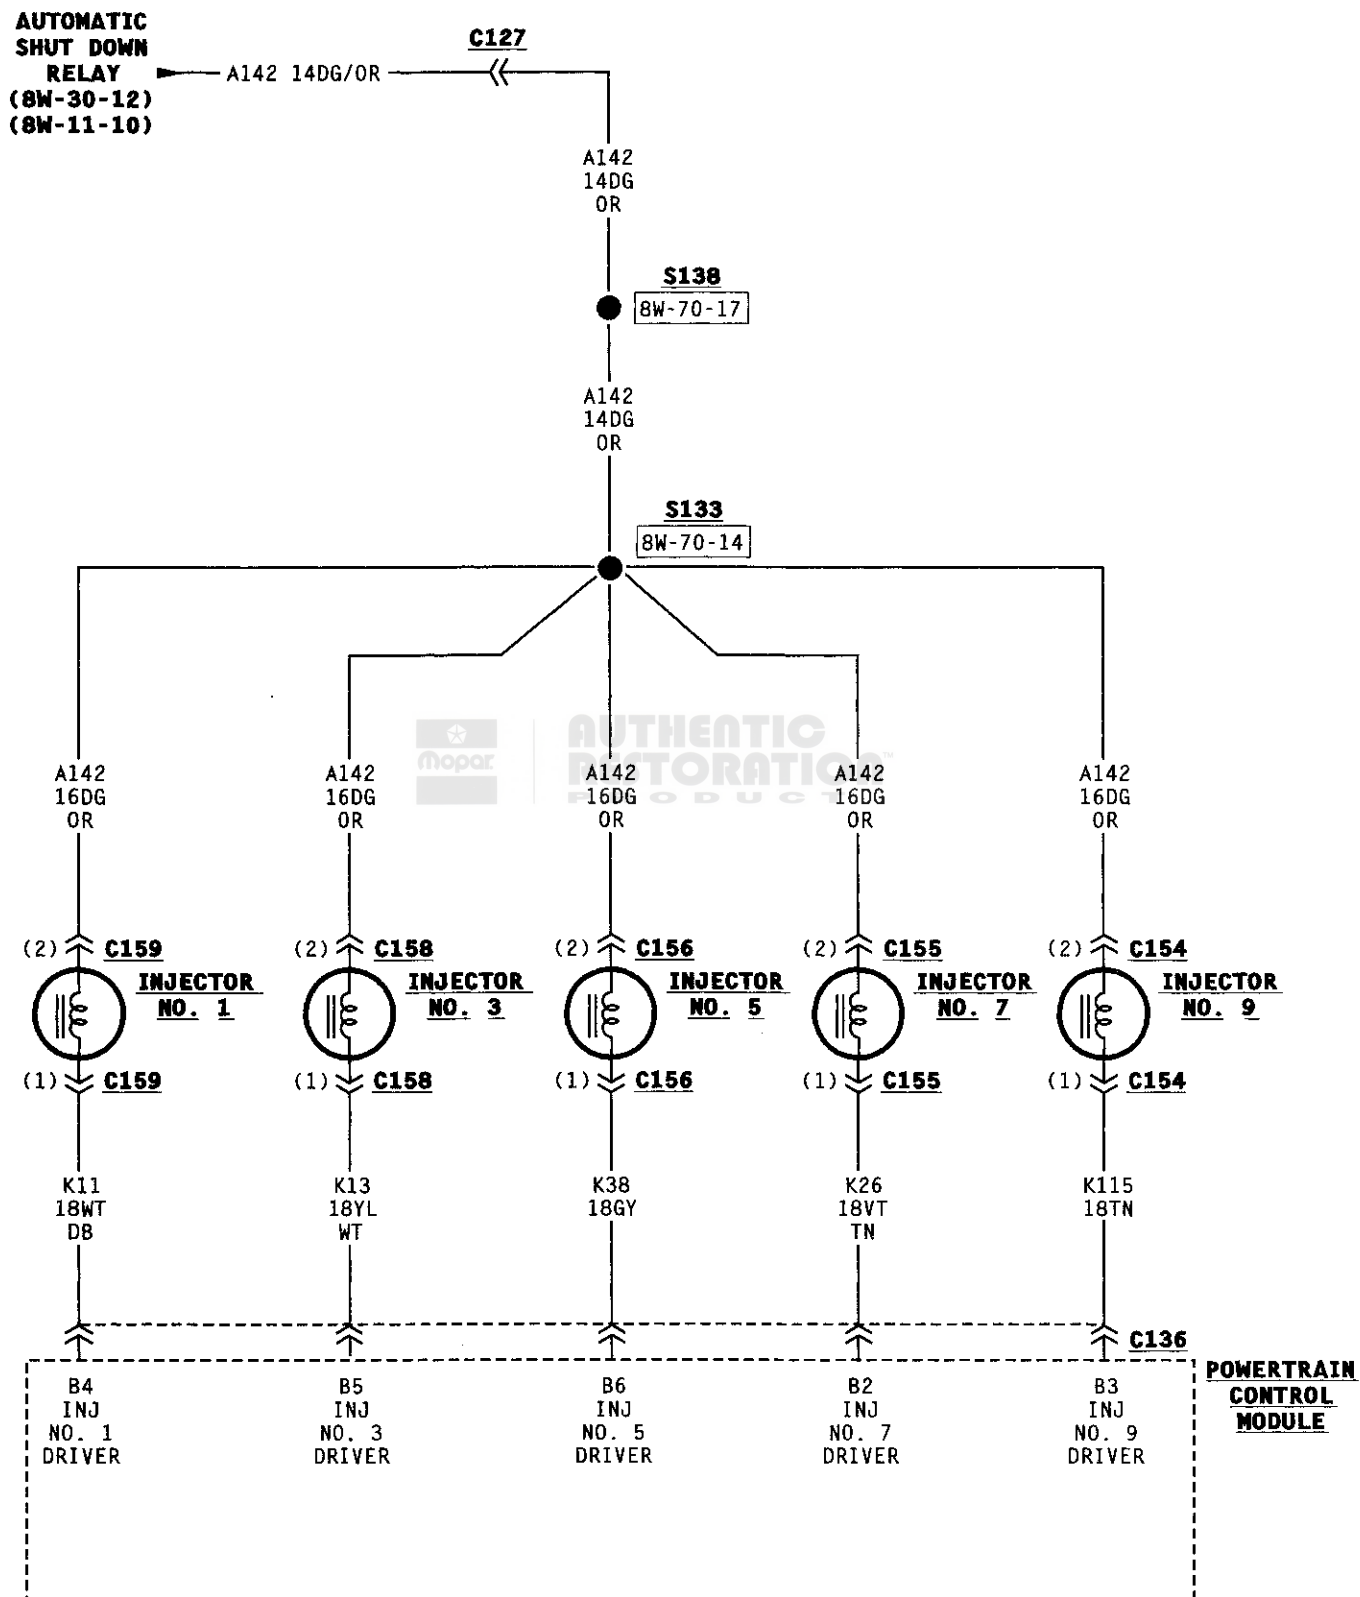 AUTOMATIC
SHUT DOWN
RELAY
(8W-30-12)
(8W-11-10)
A142 14DG/OR
C127
A142
14DG
OR
S138
8W-70-17
A142
14DG
OR
S133
8W-70-14
Mopar
AUTHENTIC
RESTORATION™
PRODUCT
A142
16DG
OR
A142
16DG
OR
A142
16DG
OR
A142
16DG
OR
A142
16DG
OR
(2) C159
(2) C158
(2) C156
(2) C155
(2) C154
INJECTOR
NO. 1
INJECTOR
NO. 3
INJECTOR
NO. 5
INJECTOR
NO. 7
INJECTOR
NO. 9
(1) C159
(1) C158
(1) C156
(1) C155
(1) C154
K11
18WT
DB
K13
18YL
WT
K38
18GY
K26
18VT
TN
K115
18TN
C136
B4
INJ
NO. 1
DRIVER
B5
INJ
NO. 3
DRIVER
B6
INJ
NO. 5
DRIVER
B2
INJ
NO. 7
DRIVER
B3
INJ
NO. 9
DRIVER
POWERTRAIN
CONTROL
MODULE